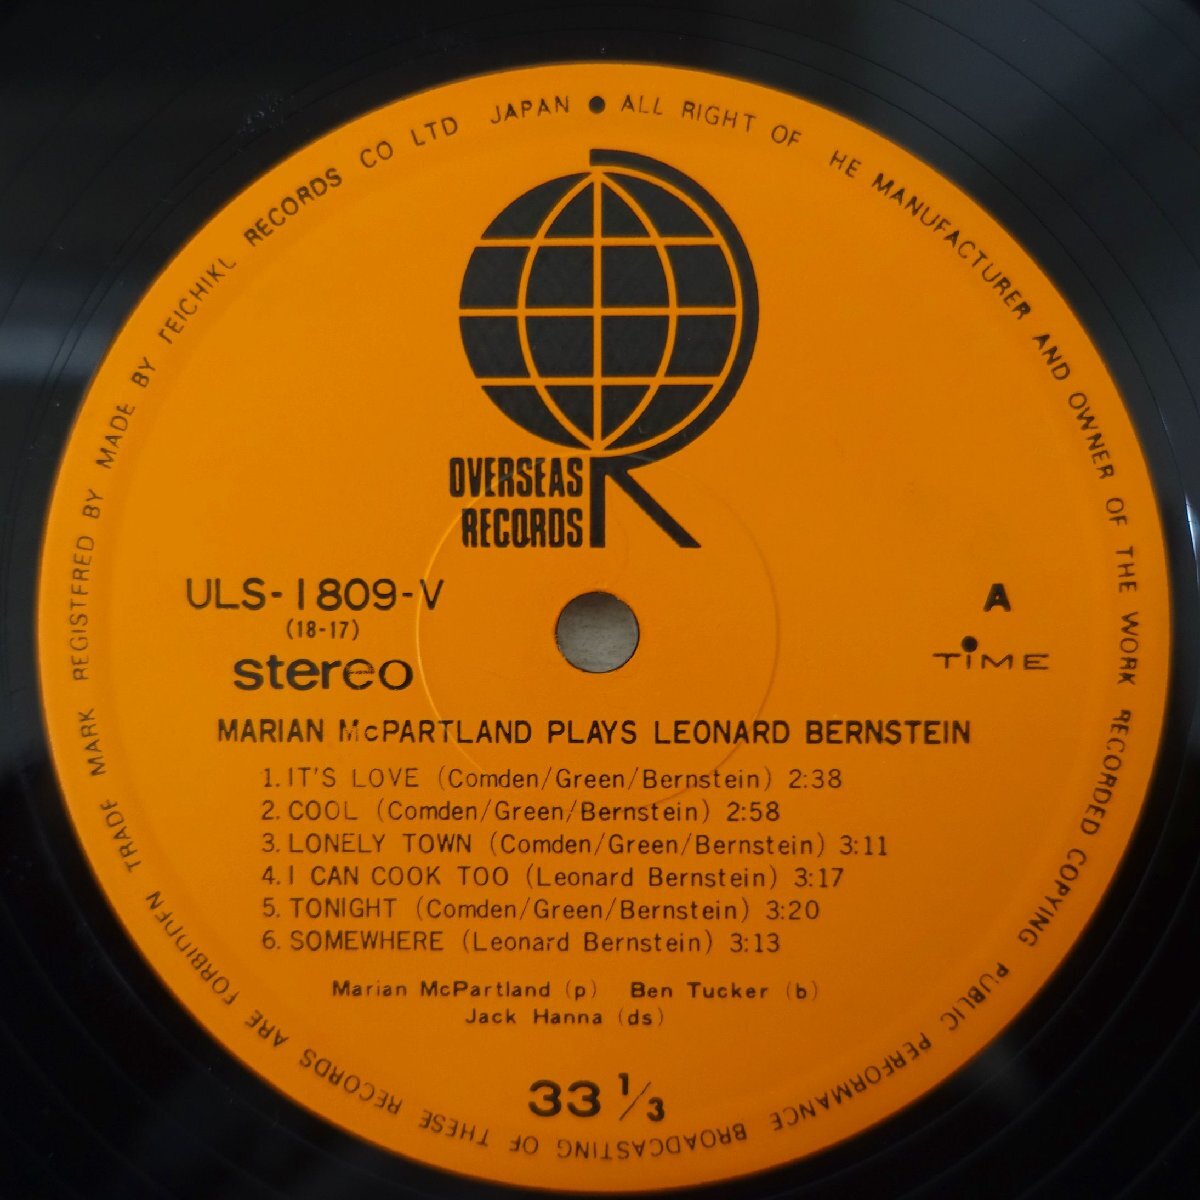 JAPAN ● ALL RIGHT OF HE MANUFACTURER AND OWNER OF THE WORK RECORDED COPYING PUBLIC PERFORMANCE BROADCASTING OF THESE RECORDS ARE FORBIDDEN TRADE MARK REGISTERED BY MADE BY TEICHIKU RECORDS CO LTD
OVERSEAS
RECORDS
ULS-1809-V
(18-17)
stereo
A
TIME
MARIAN McPARTLAND PLAYS LEONARD BERNSTEIN
1. IT'S LOVE (Comden/Green/Bernstein) 2:38
2. COOL (Comden/Green/Bernstein) 2:58
3. LONELY TOWN (Comden/Green/Bernstein) 3:11
4. I CAN COOK TOO (Leonard Bernstein) 3:17
5. TONIGHT (Comden/Green/Bernstein) 3:20
6. SOMEWHERE (Leonard Bernstein) 3:13
Marian McPartland (p) Ben Tucker (b)
Jack Hanna (ds)
33 1/3